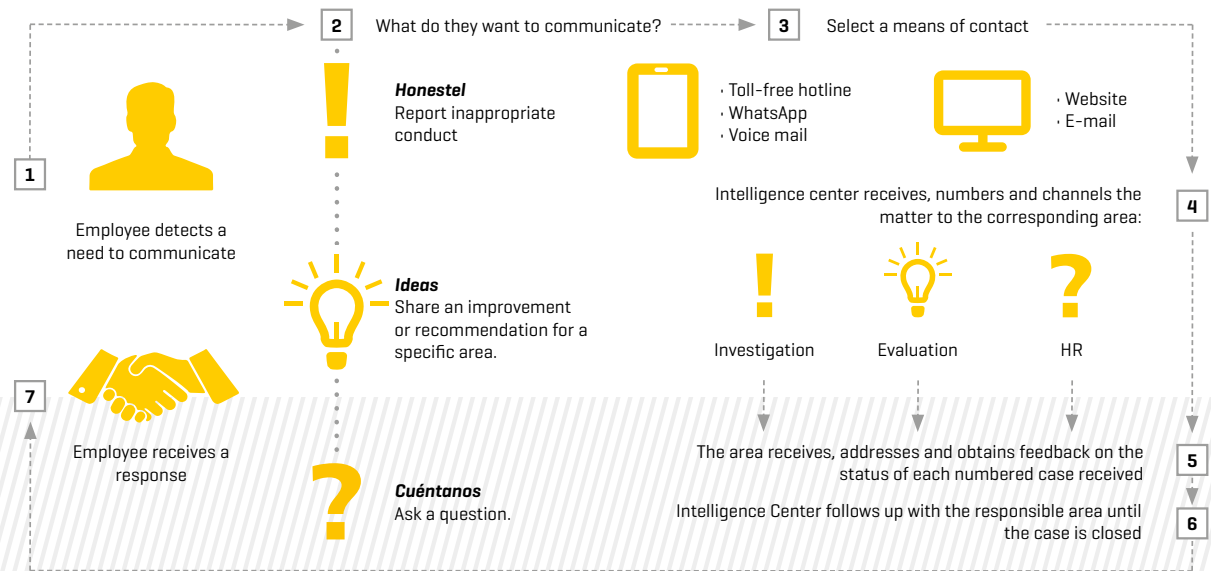 1
Employee detects a
need to communicate
2
What do they want to communicate?
Honestel
Report inappropriate
conduct
Ideas
Share an improvement
or recommendation for a
specific area.
Cuéntanos
Ask a question.
3
Select a means of contact
· Toll-free hotline
· WhatsApp
· Voice mail
· Website
· E-mail
4
Intelligence center receives, numbers and channels the
matter to the corresponding area:
Investigation
Evaluation
HR
5
The area receives, addresses and obtains feedback on the
status of each numbered case received
6
Intelligence Center follows up with the responsible area until
the case is closed
7
Employee receives a
response